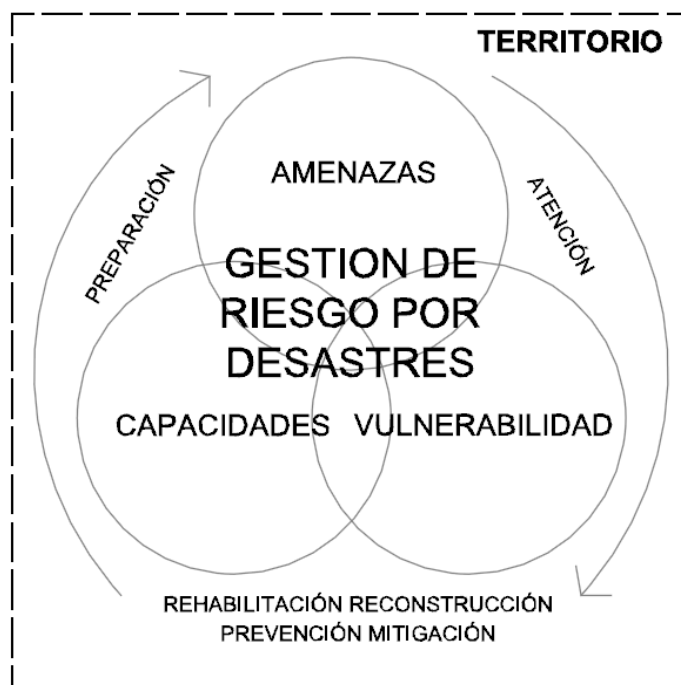 TERRITORIO
AMENAZAS
PREPARACIÓN
ATENCIÓN
GESTION DE
RIESGO POR
DESASTRES
CAPACIDADES
VULNERABILIDAD
REHABILITACIÓN RECONSTRUCCIÓN
PREVENCIÓN MITIGACIÓN